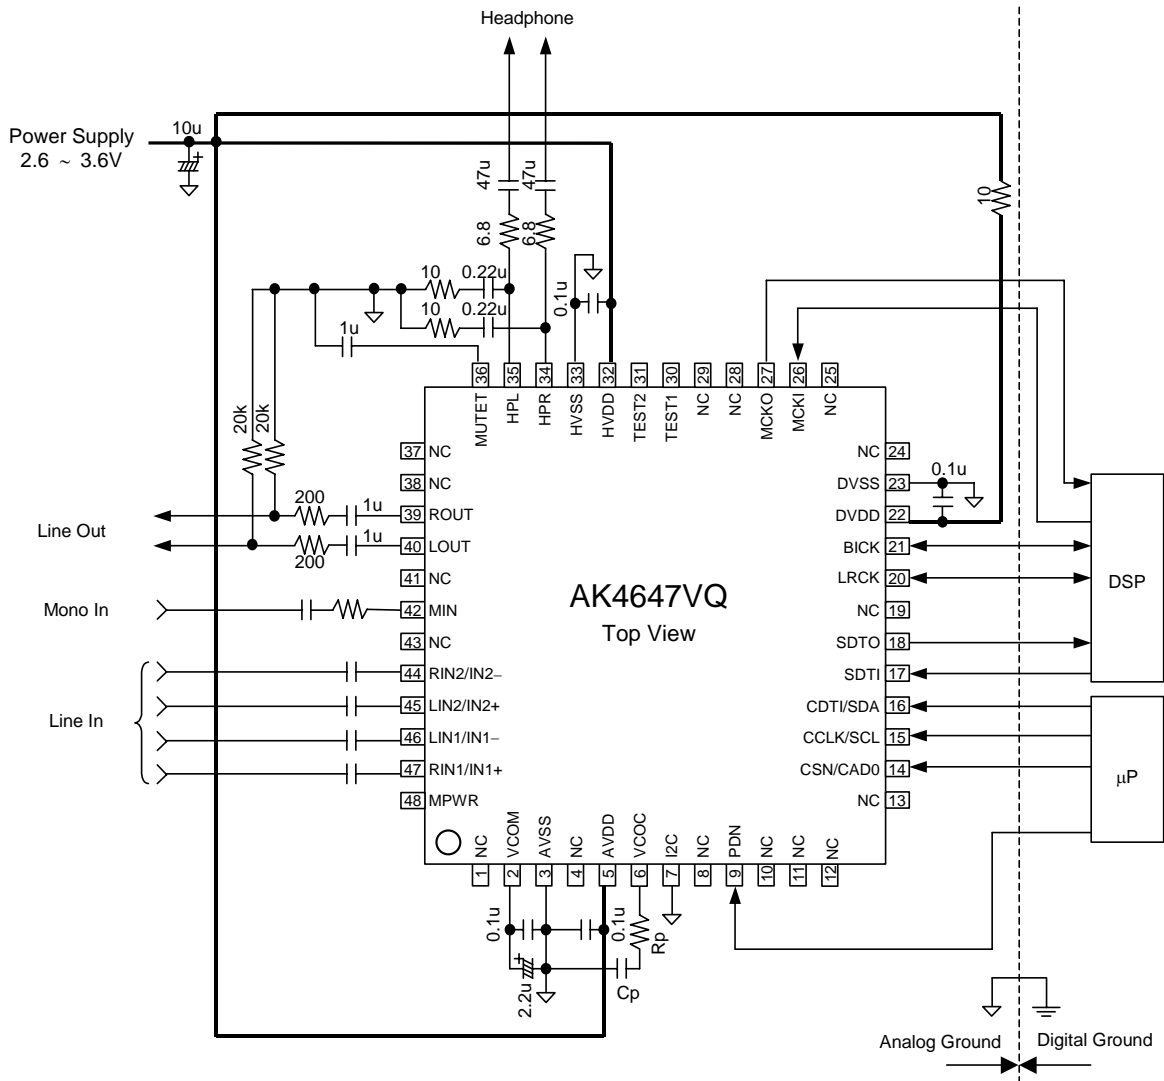 Headphone
Power Supply
2.6 ~ 3.6V
10u
47u
47u
6.8
6.8
10
10
0.22u
10
0.22u
0.1u
1u
20k
20k
36
35
34
33
32
31
30
29
28
27
26
25
MUTET
HPL
HPR
HVSS
HVDD
TEST2
TEST1
NC
NC
MCKO
MCKI
NC
37 NC
38 NC
39 ROUT
40 LOUT
41 NC
42 MIN
43 NC
44 RIN2/IN2−
45 LIN2/IN2+
46 LIN1/IN1−
47 RIN1/IN1+
48 MPWR
200
1u
200
1u
Line Out
Mono In
Line In
AK4647VQ
Top View
NC 24
DVSS 23
DVDD 22
BICK 21
LRCK 20
NC 19
SDTO 18
SDTI 17
CDTI/SDA 16
CCLK/SCL 15
CSN/CAD0 14
NC 13
0.1u
DSP
μP
NC
VCOM
AVSS
NC
AVDD
VCOC
I2C
NC
PDN
NC
NC
NC
1
2
3
4
5
6
7
8
9
10
11
12
0.1u
0.1u
Rp
2.2u
+
Cp
+
Analog Ground
Digital Ground